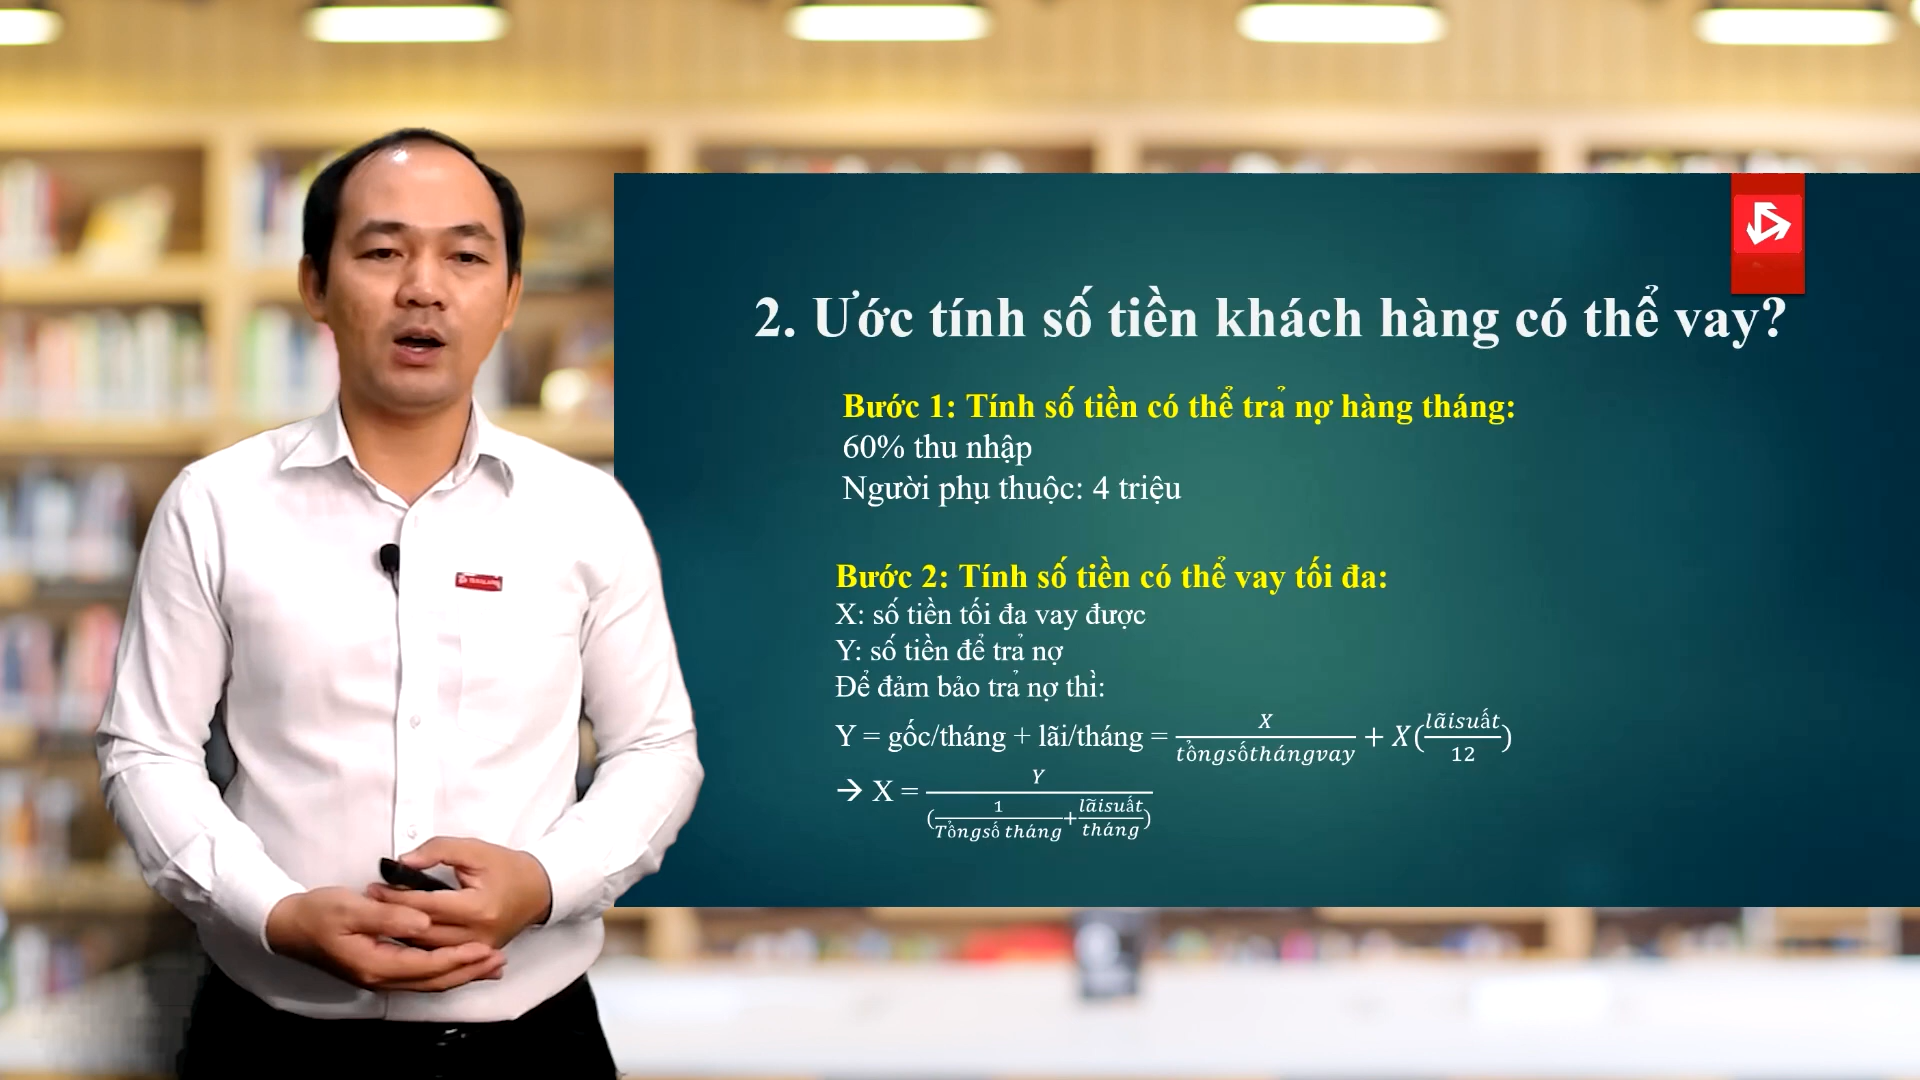 2. Ước tính số tiền khách hàng có thể vay?
Bước 1: Tính số tiền có thể trả nợ hàng tháng:
60% thu nhập
Người phụ thuộc: 4 triệu
Bước 2: Tính số tiền có thể vay tối đa:
X: số tiền tối đa vay được
Y: số tiền để trả nợ
Để đảm bảo trả nợ thì:
Y = gốc/tháng + lãi/tháng = X/tổngsốthángvay + X(lãisuất/12)
→ X = Y/(1/Tổngsố tháng + lãisuất/tháng)